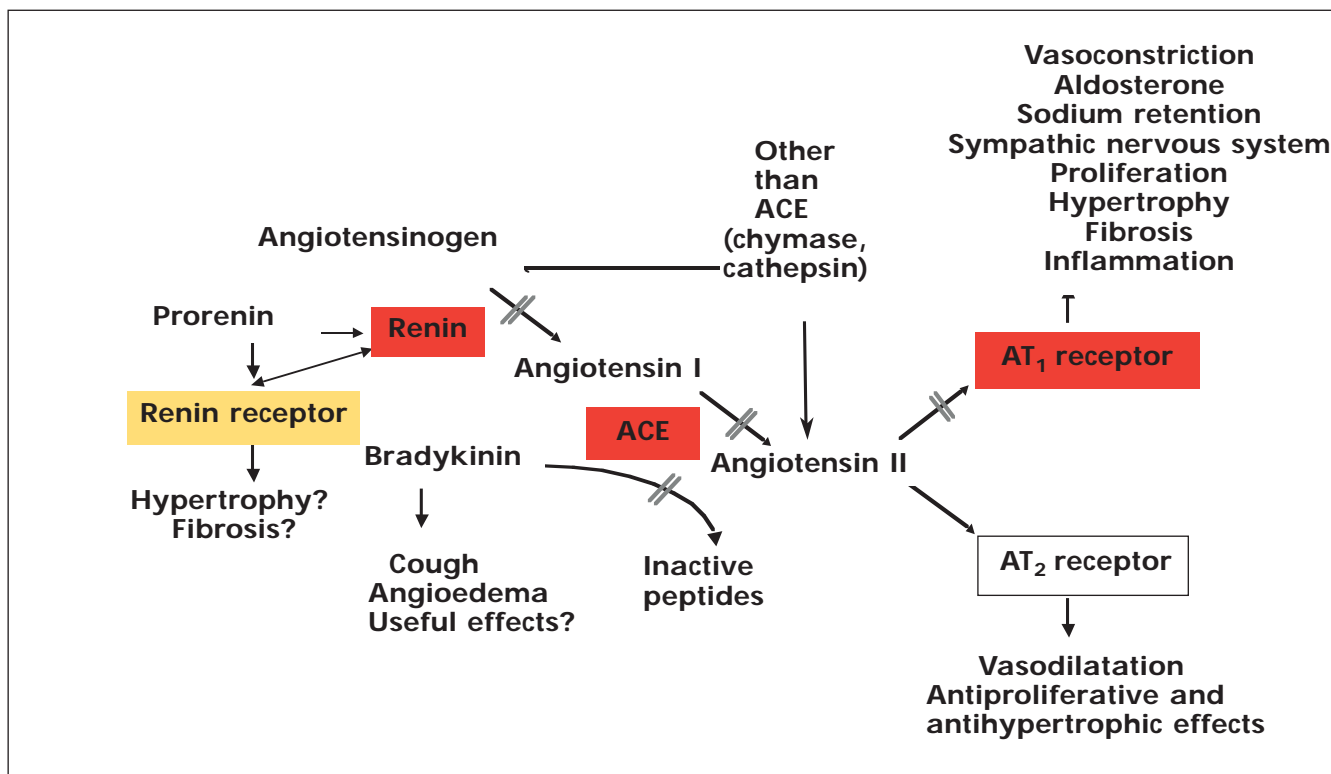 Vasoconstriction
Aldosterone
Sodium retention
Sympathic nervous system
Proliferation
Hypertrophy
Fibrosis
Inflammation
Other
than
ACE
(chymase,
cathepsin)
Angiotensinogen
Prorenin
Renin
Angiotensin I
AT₁ receptor
Renin receptor
ACE
Bradykinin
Angiotensin II
Hypertrophy?
Fibrosis?
Cough
Angioedema
Useful effects?
Inactive
peptides
AT₂ receptor
Vasodilatation
Antiproliferative and
antihypertrophic effects